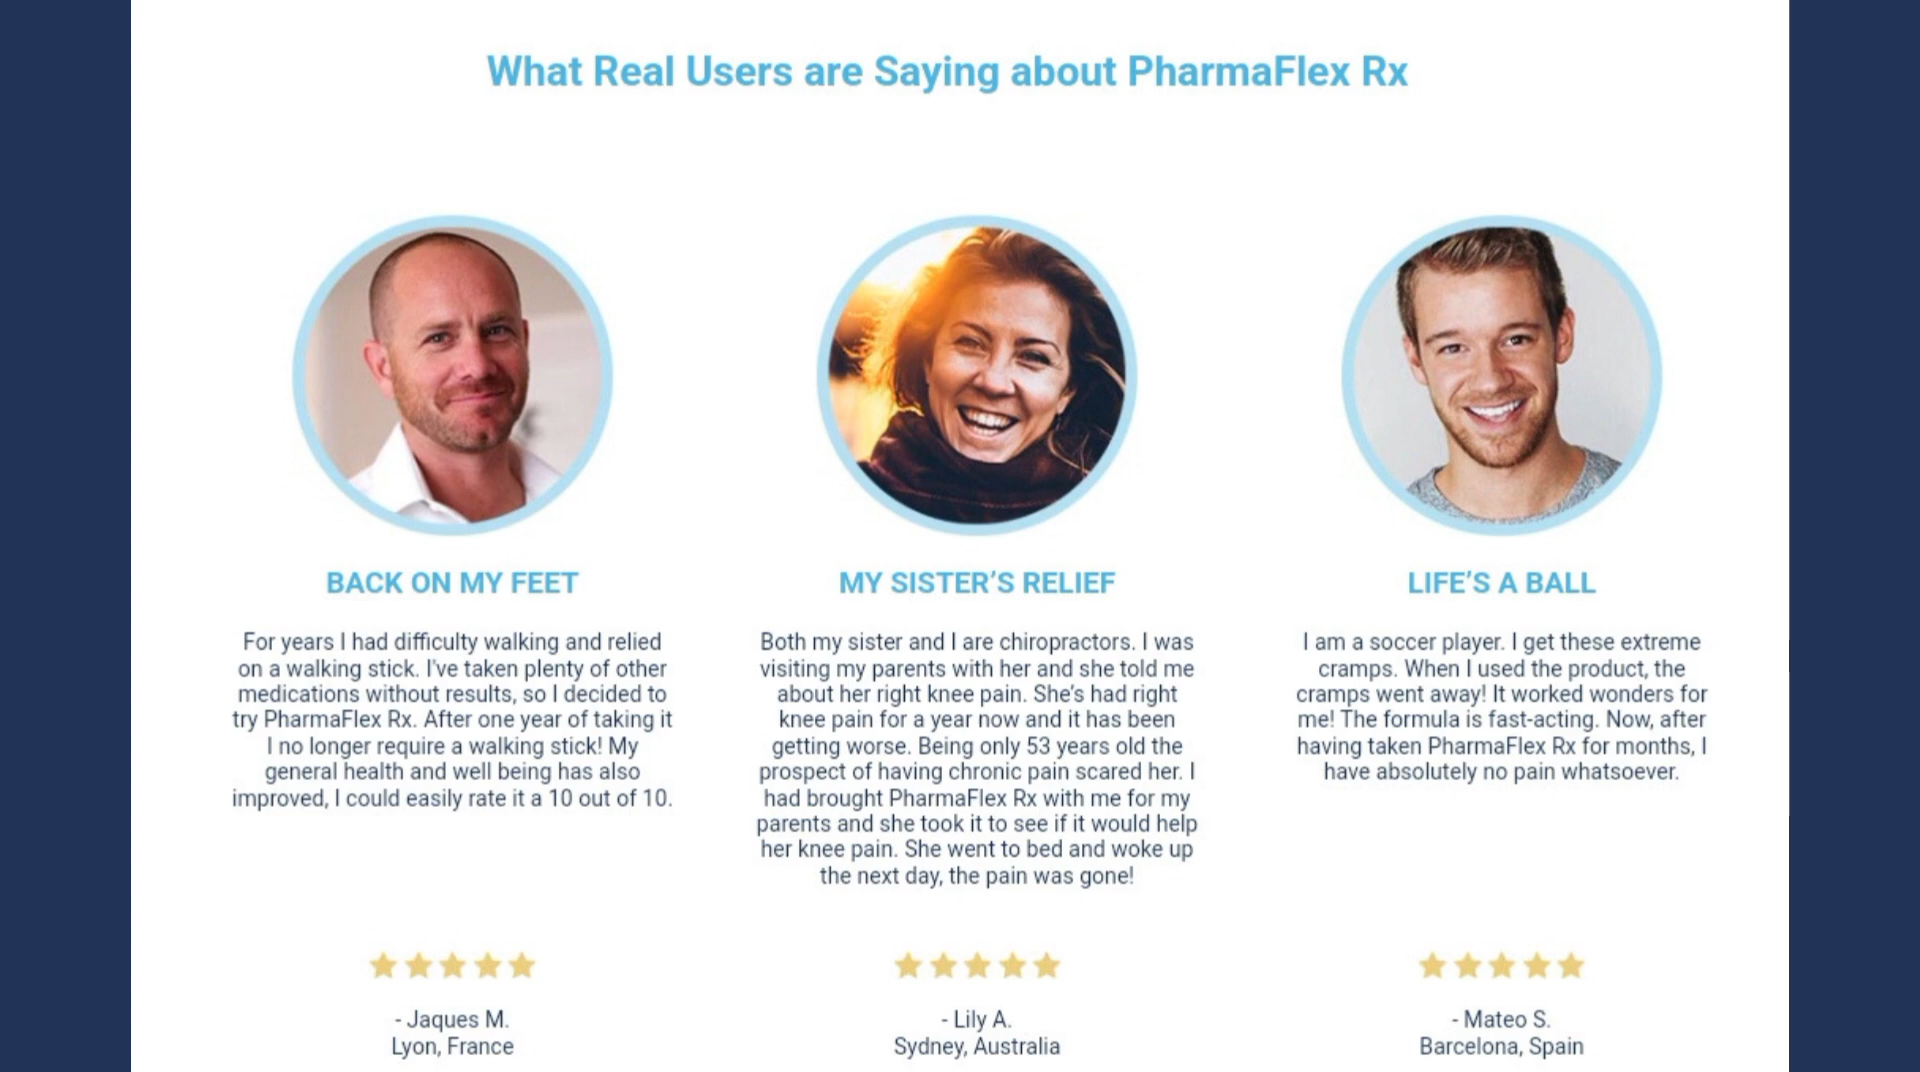 What Real Users are Saying about PharmaFlex Rx
BACK ON MY FEET
For years I had difficulty walking and relied
on a walking stick. I've taken plenty of other
medications without results, so I decided to
try PharmaFlex Rx. After one year of taking it
I no longer require a walking stick! My
general health and well being has also
improved, I could easily rate it a 10 out of 10.
- Jaques M.
Lyon, France
MY SISTER’S RELIEF
Both my sister and I are chiropractors. I was
visiting my parents with her and she told me
about her right knee pain. She’s had right
knee pain for a year now and it has been
getting worse. Being only 53 years old the
prospect of having chronic pain scared her. I
had brought PharmaFlex Rx with me for my
parents and she took it to see if it would help
her knee pain. She went to bed and woke up
the next day, the pain was gone!
- Lily A.
Sydney, Australia
LIFE’S A BALL
I am a soccer player. I get these extreme
cramps. When I used the product, the
cramps went away! It worked wonders for
me! The formula is fast-acting. Now, after
having taken PharmaFlex Rx for months, I
have absolutely no pain whatsoever.
- Mateo S.
Barcelona, Spain